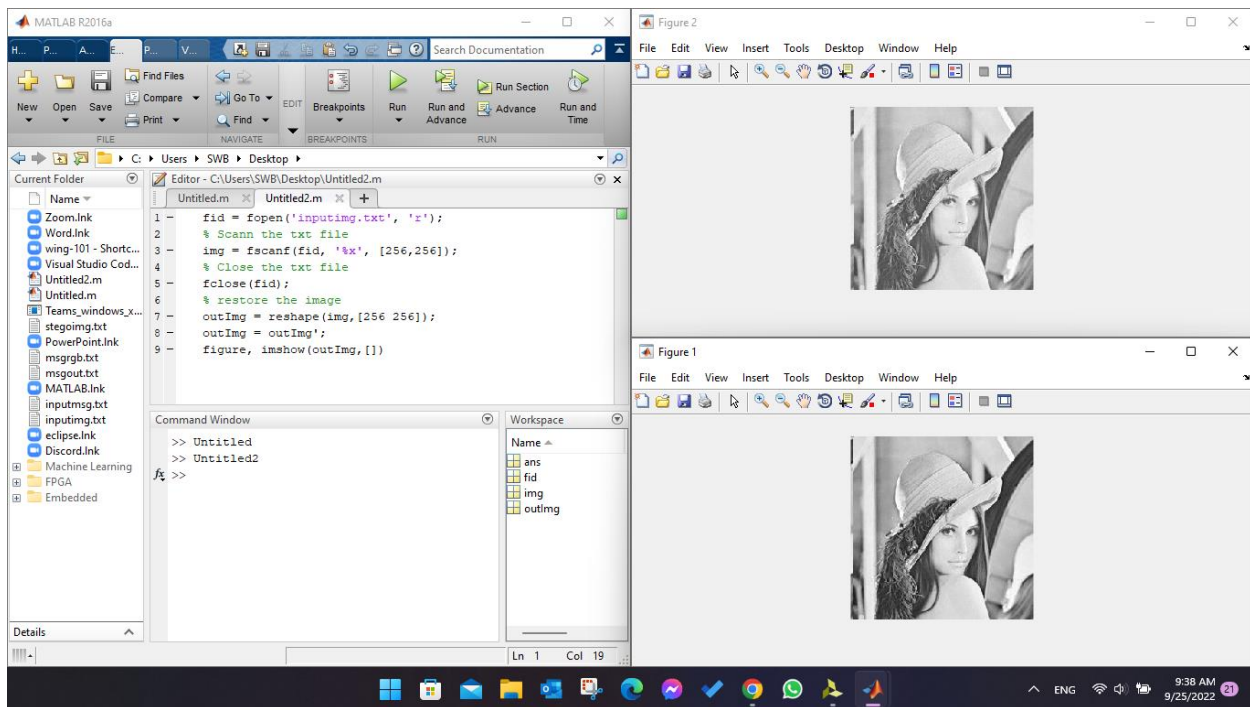 MATLAB R2016a
H... P... A... E... P... V... Search Documentation
New Open Save Find Files Compare Print
FILE
Go To Find
NAVIGATE
EDIT
Breakpoints
BREAKPOINTS
Run Run and Advance Run Section Advance Run and Time
RUN
C: Users SWB Desktop
Current Folder
Name
Zoom.lnk
Word.lnk
wing-101 - Shortc...
Visual Studio Cod...
Untitled2.m
Untitled.m
Teams_windows_x...
stegoimg.txt
PowerPoint.lnk
msgrgb.txt
msgout.txt
MATLAB.lnk
inputmsg.txt
inputimg.txt
eclipse.lnk
Discord.lnk
Machine Learning
FPGA
Embedded
Details
Editor - C:\Users\SWB\Desktop\Untitled2.m
Untitled.m Untitled2.m
1 fid = fopen('inputimg.txt', 'r');
2 % Scann the txt file
3 img = fscanf(fid, '%x', [256,256]);
4 % Close the txt file
5 fclose(fid);
6 % restore the image
7 outImg = reshape(img,[256 256]);
8 outImg = outImg';
9 figure, imshow(outImg,[])
Command Window
>> Untitled
>> Untitled2
fx >>
Workspace
Name
ans
fid
img
outImg
Ln 1 Col 19
Figure 2
File Edit View Insert Tools Desktop Window Help
Figure 1
File Edit View Insert Tools Desktop Window Help
ENG
9:38 AM
9/25/2022
21